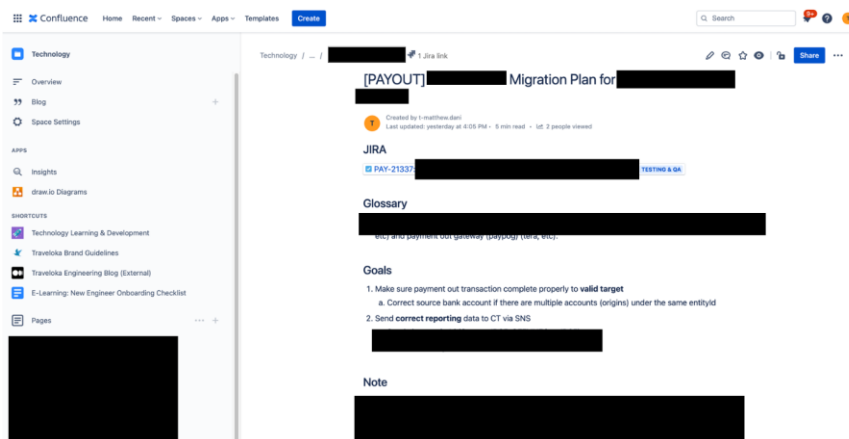 Confluence Home Recent Spaces Apps Templates Create Search 9+
Technology
Overview
Blog
Space Settings
APPS
Insights
draw.io Diagrams
SHORTCUTS
Technology Learning & Development
Traveloka Brand Guidelines
Traveloka Engineering Blog (External)
E-Learning: New Engineer Onboarding Checklist
Pages
Technology / ... / 1 Jira link Share
[PAYOUT] Migration Plan for
T Created by t-matthew.dani
Last updated: yesterday at 4:05 PM • 5 min read • 2 people viewed
JIRA
PAY-21337: TESTING & QA
Glossary
etc) and payment out gateway (paypog) (tera, etc).
Goals
1. Make sure payment out transaction complete properly to valid target
a. Correct source bank account if there are multiple accounts (origins) under the same entityId
2. Send correct reporting data to CT via SNS
Note